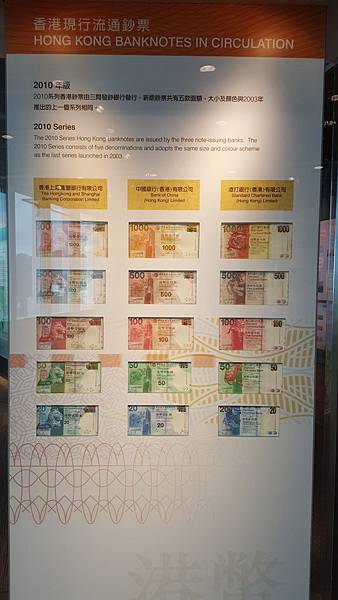 香港現行流通鈔票
HONG KONG BANKNOTES IN CIRCULATION
2010 年級
2010系列香港鈔票由三間發鈔銀行發行。新版鈔票共有五款面額，大小及顏色與2003年
推出的上一個系列相同。
2010 Series
The 2010 Series Hong Kong banknotes are issued by the three note-issuing banks. The
2010 Series consists of five denominations and adopts the same size and colour scheme
as the last series launched in 2003.
香港上海滙豐銀行有限公司
The Hongkong and Shanghai
Banking Corporation Limited
中國銀行(香港)有限公司
Bank of China
(Hong Kong) Limited
渣打銀行(香港)有限公司
Standard Chartered Bank
(Hong Kong) Limited
1000
1000
1000
500
500
500
100
100
100
50
50
50
20
20
20
港幣